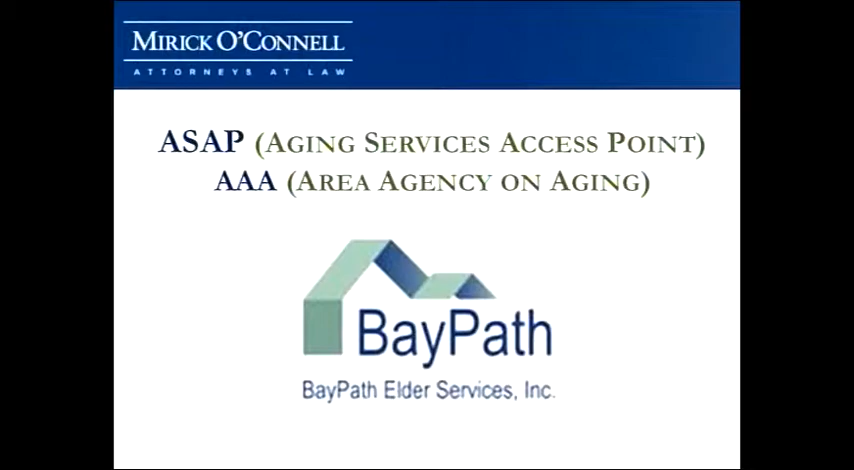 MIRICK O'CONNELL
ATTORNEYS AT LAW
ASAP (AGING SERVICES ACCESS POINT)
AAA (AREA AGENCY ON AGING)
BayPath
BayPath Elder Services, Inc.